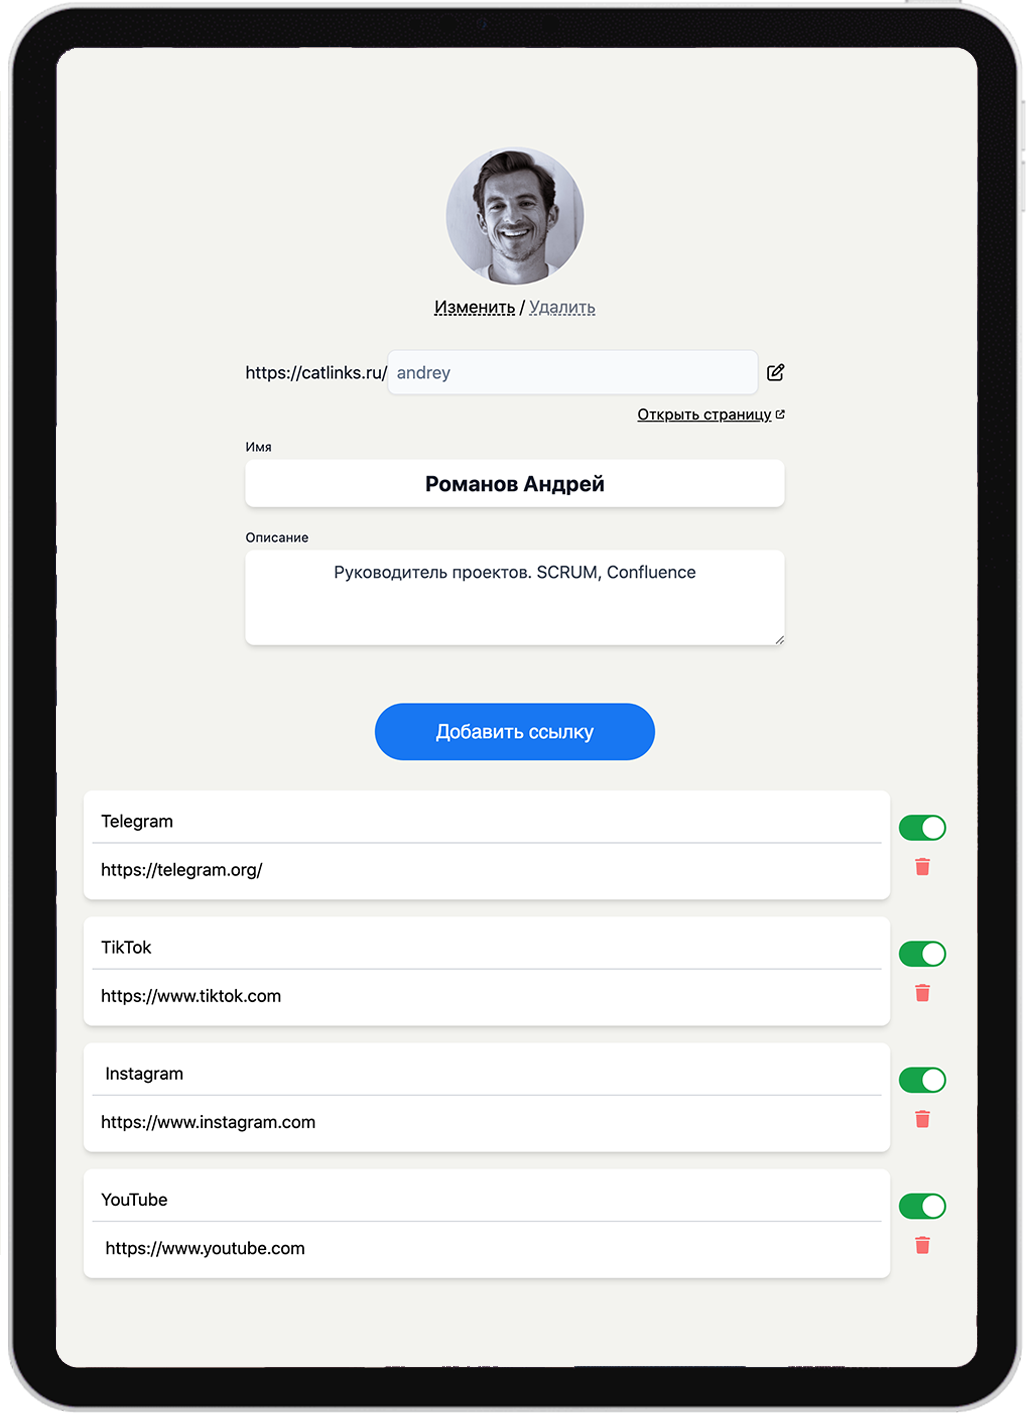 Изменить / Удалить
https://catlinks.ru/ andrey
Открыть страницу
Имя
Романов Андрей
Описание
Руководитель проектов. SCRUM, Confluence
Добавить ссылку
Telegram
https://telegram.org/
TikTok
https://www.tiktok.com
Instagram
https://www.instagram.com
YouTube
https://www.youtube.com